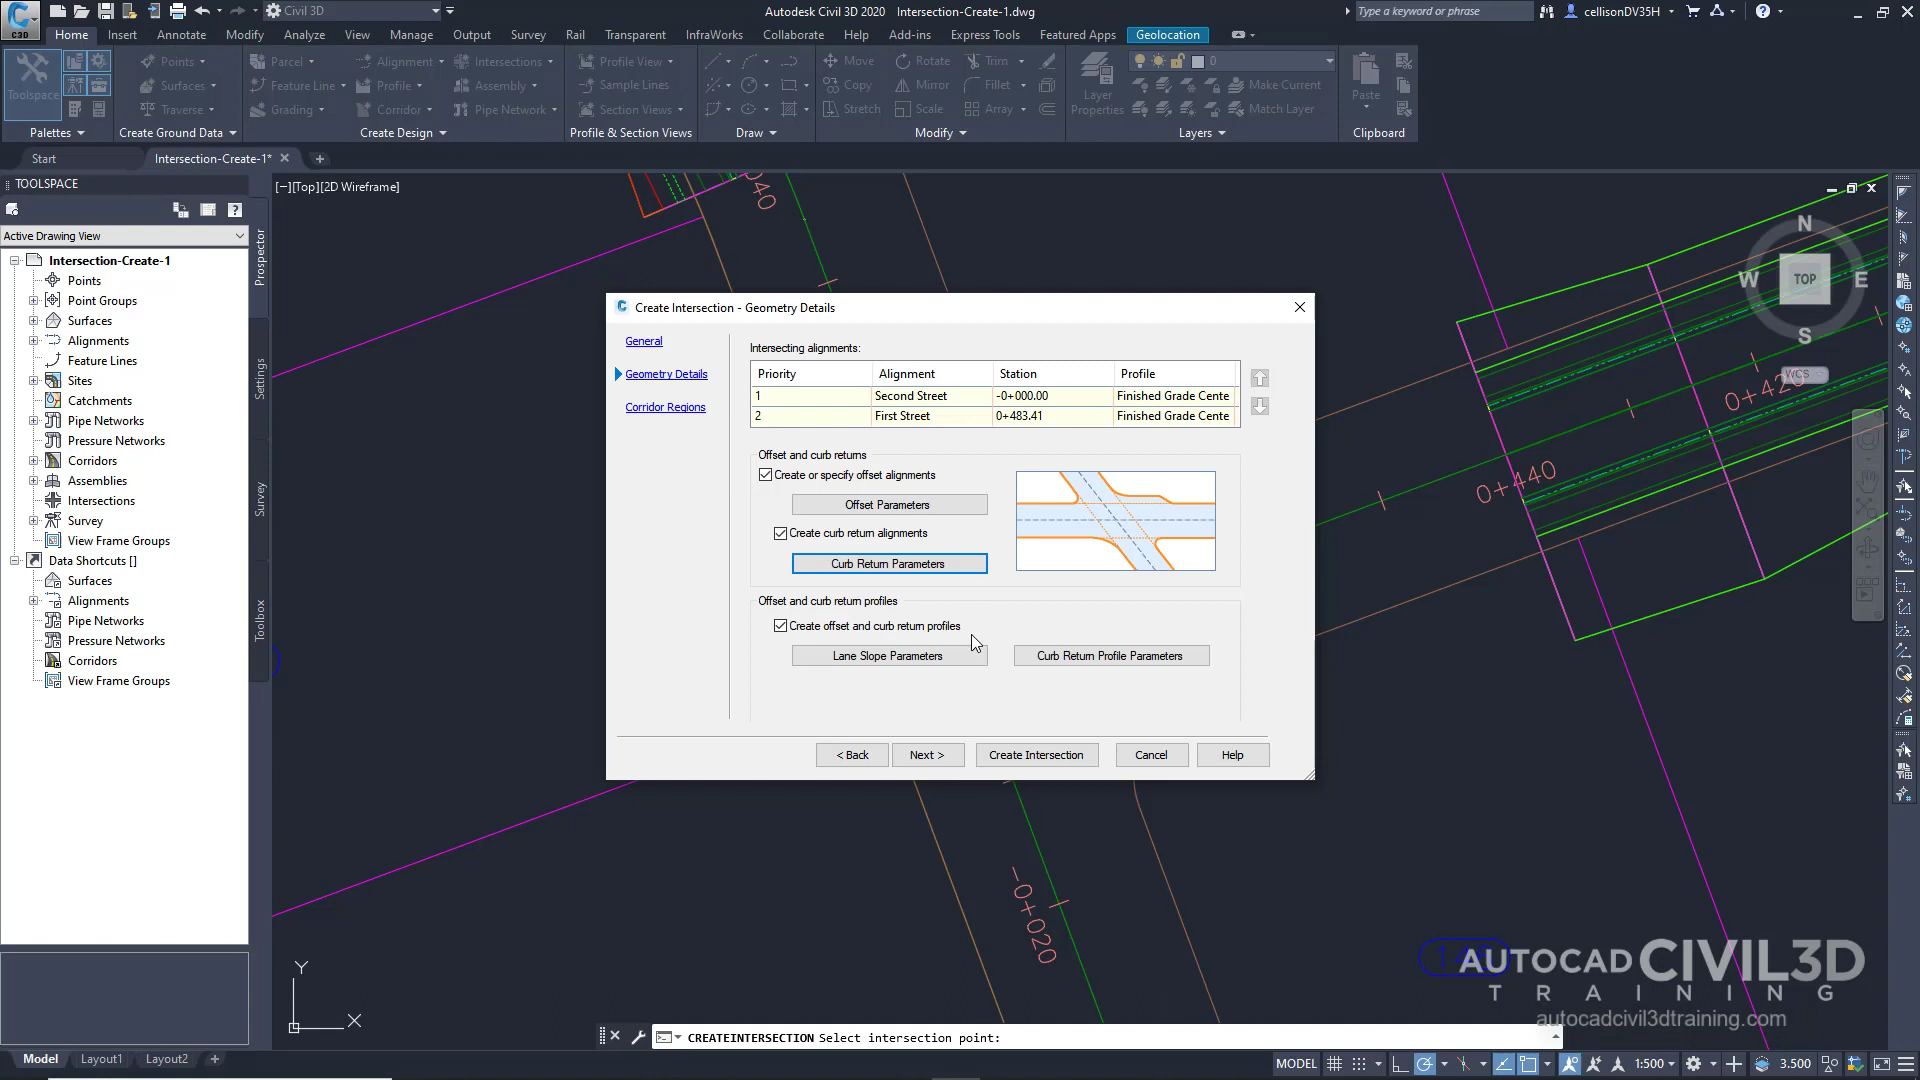 Civil 3D
Autodesk Civil 3D 2020 Intersection-Create-1.dwg
Type a keyword or phrase
cellisonDV35H
C3D
Home Insert Annotate Modify Analyze View Manage Output Survey Rail Transparent InfraWorks Collaborate Help Add-ins Express Tools Featured Apps Geolocation
Toolspace
Points
Surfaces
Traverse
Parcel
Feature Line
Grading
Alignment
Profile
Corridor
Intersections
Assembly
Pipe Network
Profile View
Sample Lines
Section Views
Move
Copy
Stretch
Rotate
Mirror
Scale
Trim
Fillet
Array
Layer
Properties
0
Make Current
Match Layer
Paste
Palettes Create Ground Data Create Design Profile & Section Views Draw Modify Layers Clipboard
Start Intersection-Create-1*
TOOLSPACE
Active Drawing View
Intersection-Create-1
Points
Point Groups
Surfaces
Alignments
Feature Lines
Sites
Catchments
Pipe Networks
Pressure Networks
Corridors
Assemblies
Intersections
Survey
View Frame Groups
Data Shortcuts []
Surfaces
Alignments
Pipe Networks
Pressure Networks
Corridors
View Frame Groups
Prospector
Settings
Survey
Toolbox
[−][Top][2D Wireframe]
N
W TOP E
S
WCS
0+420
0+440
-0+020
Create Intersection - Geometry Details
General
Geometry Details
Corridor Regions
Intersecting alignments:
Priority Alignment Station Profile
1 Second Street -0+000.00 Finished Grade Cente
2 First Street 0+483.41 Finished Grade Cente
Offset and curb returns
Create or specify offset alignments
Offset Parameters
Create curb return alignments
Curb Return Parameters
Offset and curb return profiles
Create offset and curb return profiles
Lane Slope Parameters Curb Return Profile Parameters
< Back Next > Create Intersection Cancel Help
Y
X
AUTOCAD CIVIL3D
TRAINING
autocadcivil3dtraining.com
CREATEINTERSECTION Select intersection point:
Model Layout1 Layout2
MODEL 1:500 3.500